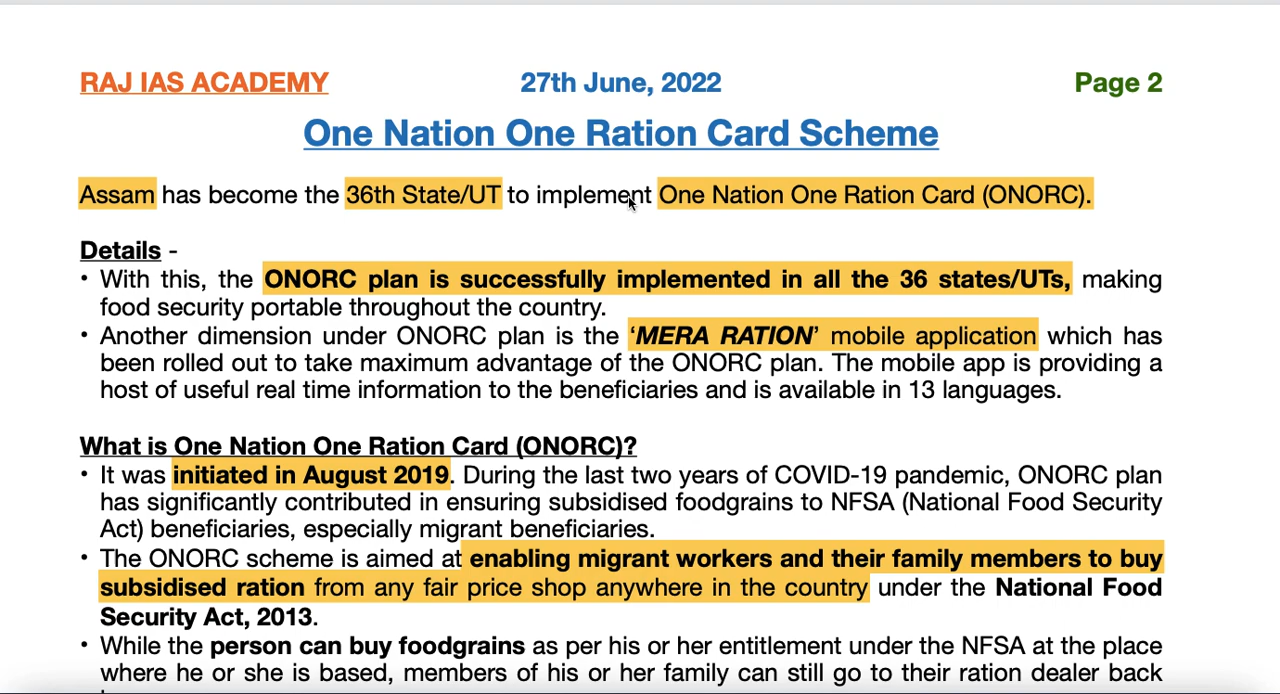 RAJ IAS ACADEMY 27th June, 2022 Page 2
One Nation One Ration Card Scheme
Assam has become the 36th State/UT to implement One Nation One Ration Card (ONORC).
Details -
• With this, the ONORC plan is successfully implemented in all the 36 states/UTs, making
food security portable throughout the country.
• Another dimension under ONORC plan is the ‘MERA RATION’ mobile application which has
been rolled out to take maximum advantage of the ONORC plan. The mobile app is providing a
host of useful real time information to the beneficiaries and is available in 13 languages.
What is One Nation One Ration Card (ONORC)?
• It was initiated in August 2019. During the last two years of COVID-19 pandemic, ONORC plan
has significantly contributed in ensuring subsidised foodgrains to NFSA (National Food Security
Act) beneficiaries, especially migrant beneficiaries.
• The ONORC scheme is aimed at enabling migrant workers and their family members to buy
subsidised ration from any fair price shop anywhere in the country under the National Food
Security Act, 2013.
• While the person can buy foodgrains as per his or her entitlement under the NFSA at the place
where he or she is based, members of his or her family can still go to their ration dealer back